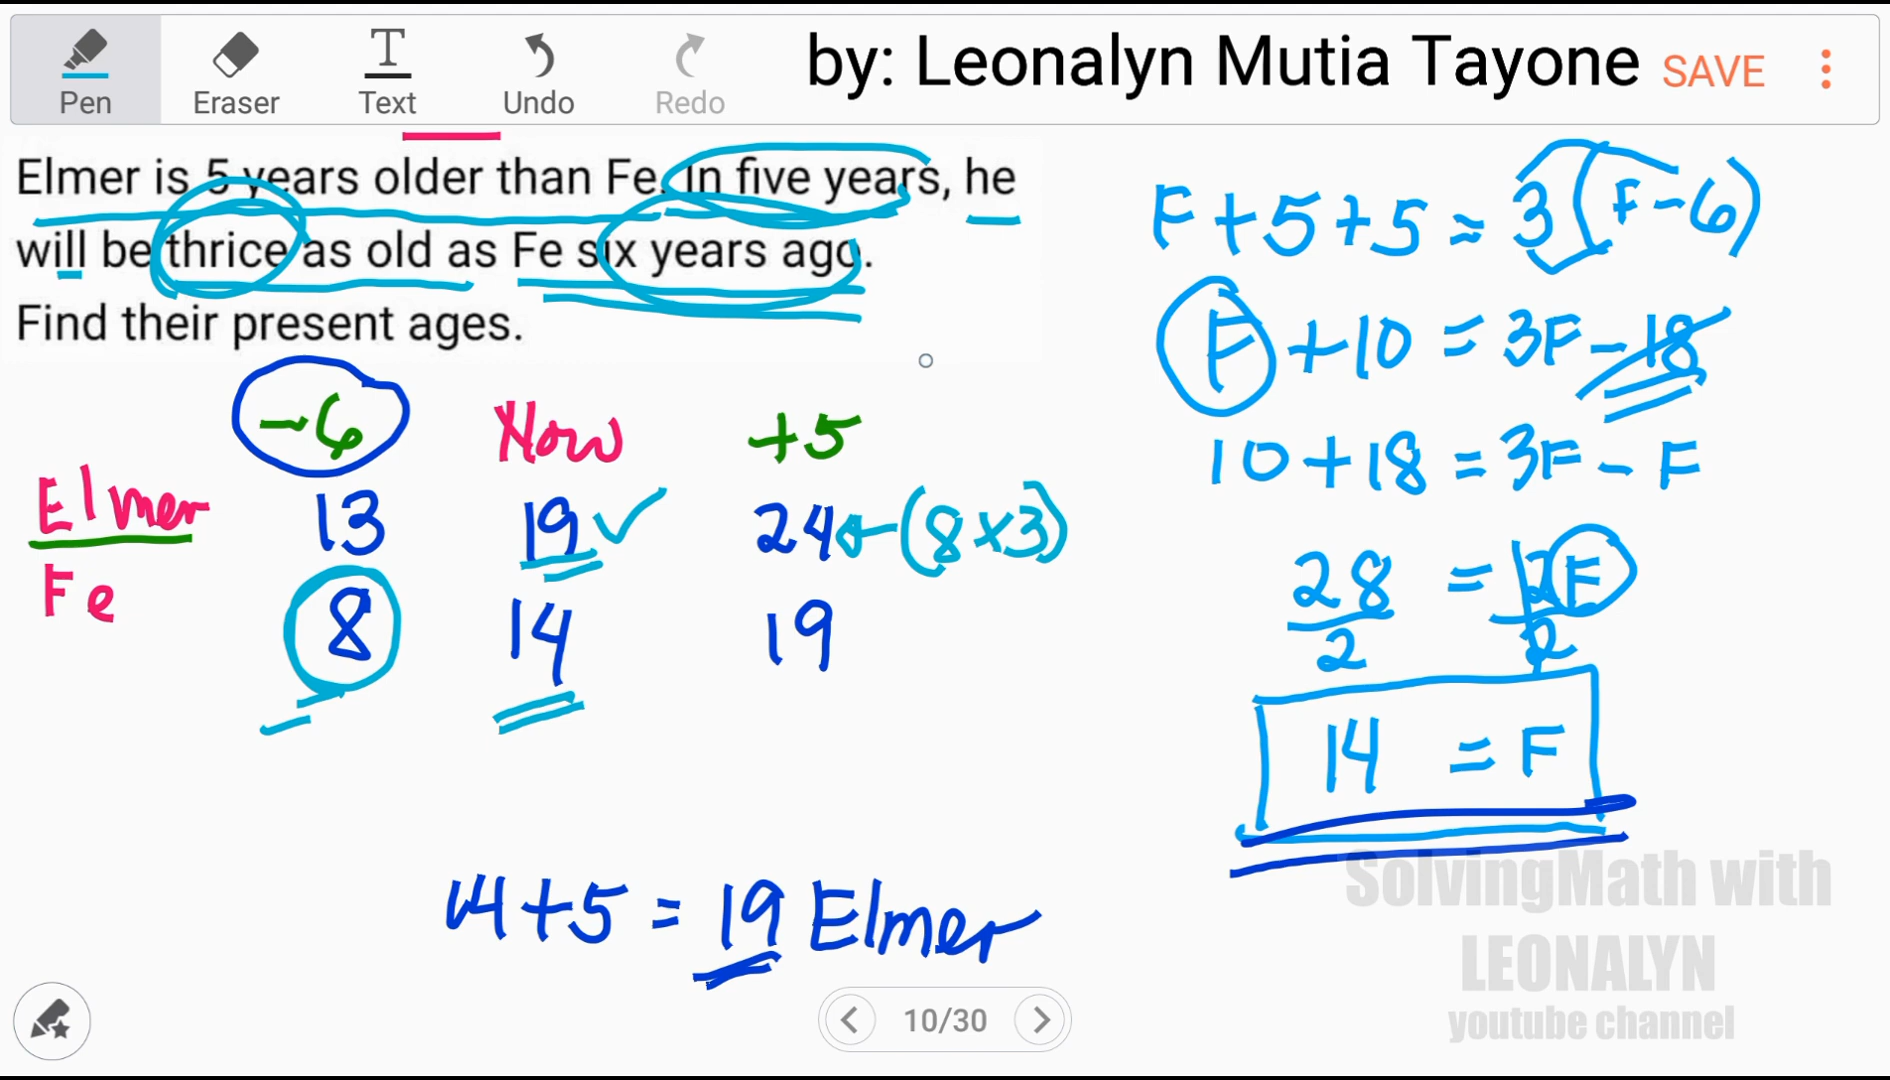 Pen Eraser Text Undo Redo by: Leonalyn Mutia Tayone SAVE
Elmer is 5 years older than Fe. In five years, he
will be thrice as old as Fe six years ago.
Find their present ages.
-6 Now +5
Elmer 13 19 24 (8 x 3)
Fe 8 14 19
F + 5 + 5 = 3(F - 6)
F + 10 = 3F - 18
10 + 18 = 3F - F
28 = 2F
2 2
14 = F
14 + 5 = 19 Elmer
SolvingMath with
LEONALYN
youtube channel
10/30